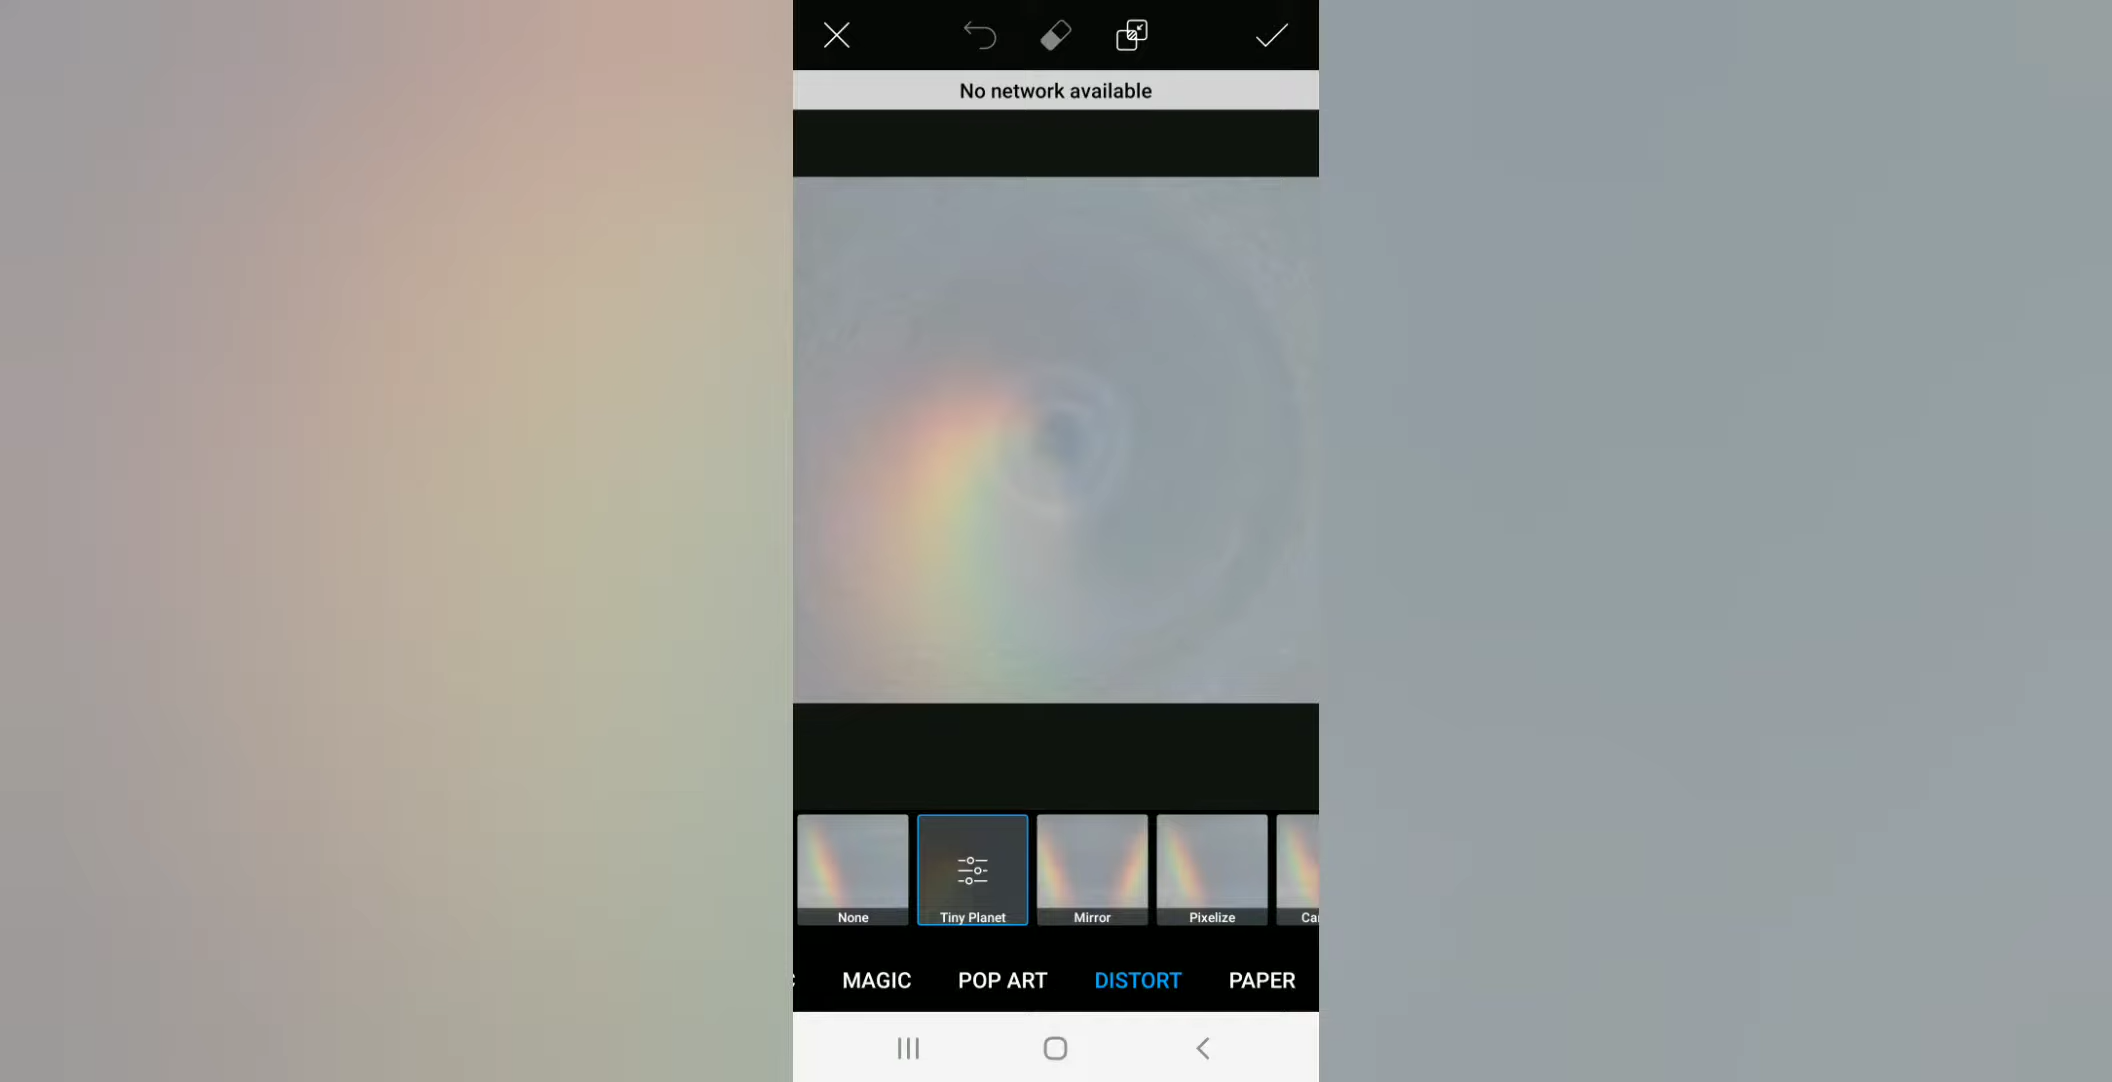 No network available
None
Tiny Planet
Mirror
Pixelize
MAGIC
POP ART
DISTORT
PAPER